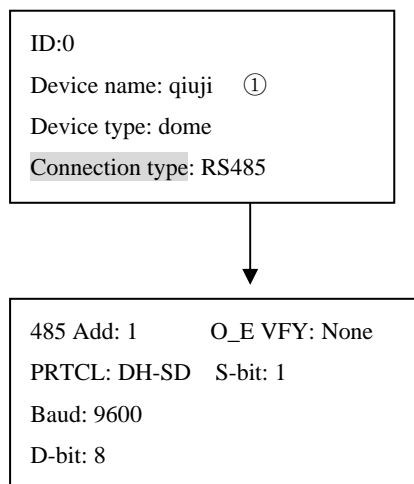 ID:0
Device name: qiuji ①
Device type: dome
Connection type: RS485
485 Add: 1 O_E VFY: None
PRTCL: DH-SD S-bit: 1
Baud: 9600
D-bit: 8